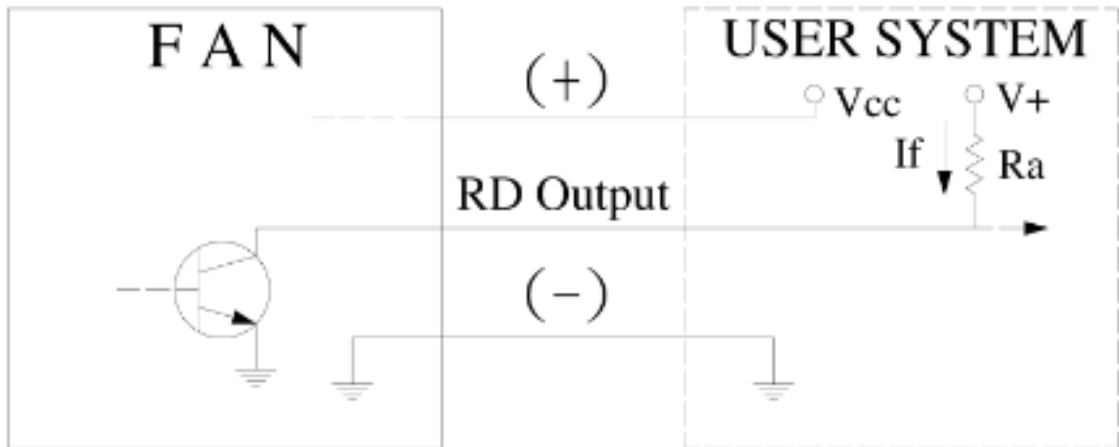 F A N
USER SYSTEM
(+)
Vcc
V+
If
Ra
RD Output
(-)